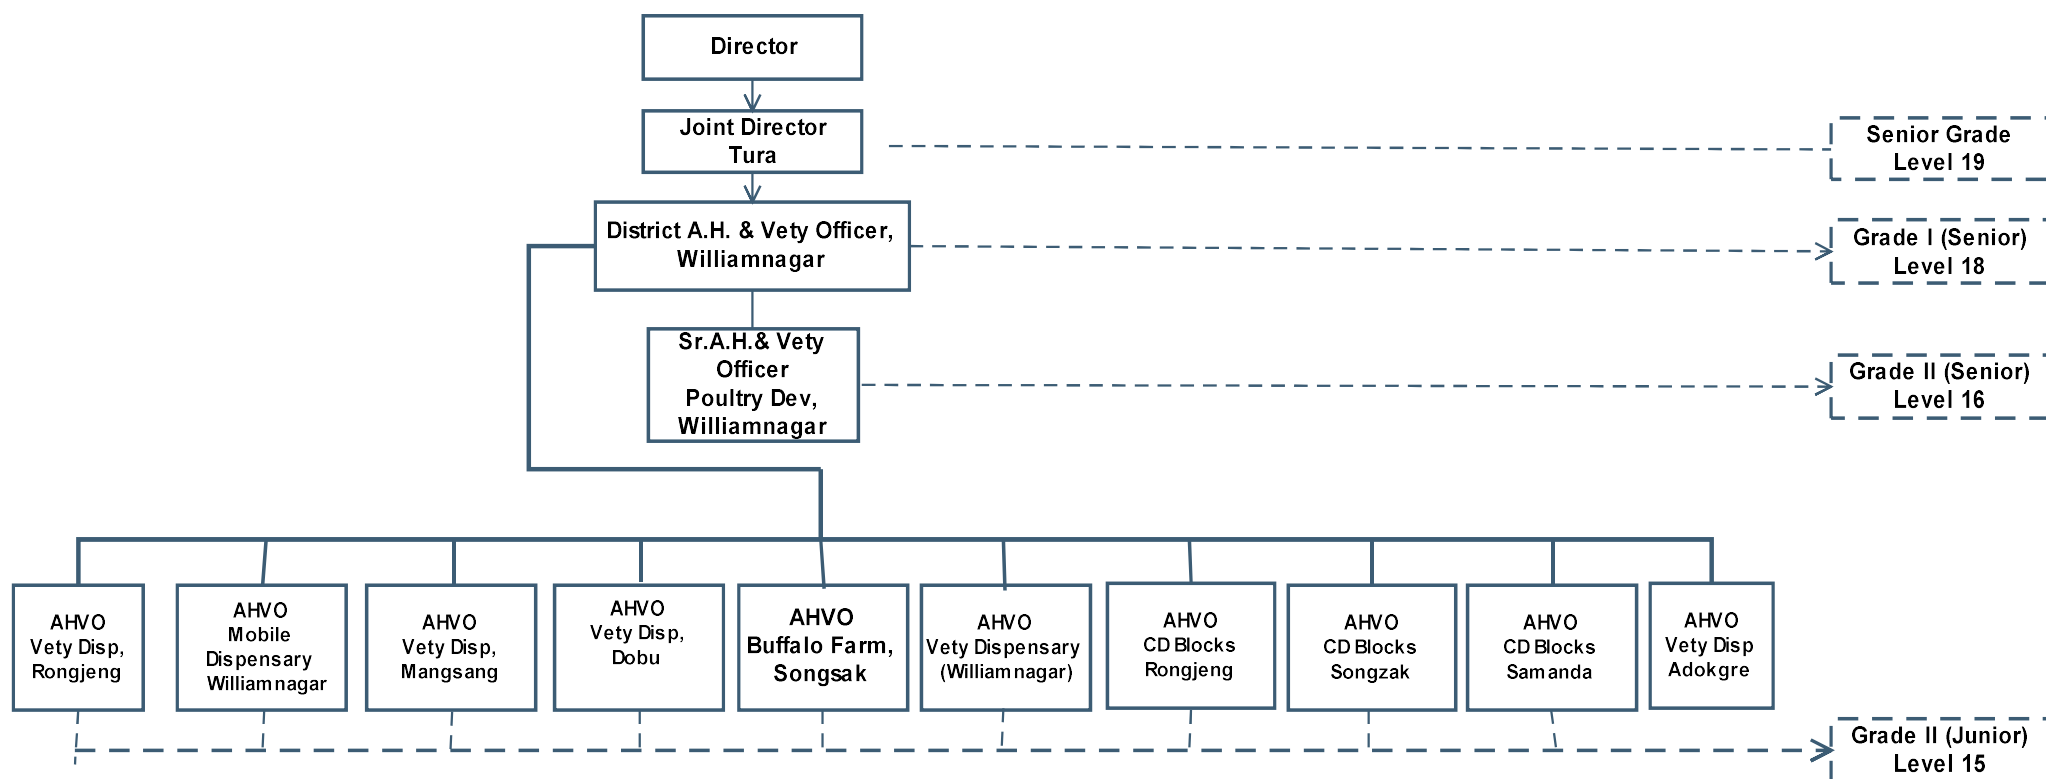 Director
Joint Director
Tura
Senior Grade
Level 19
District A.H. & Vety Officer,
Williamnagar
Grade I (Senior)
Level 18
Sr.A.H.& Vety
Officer
Poultry Dev,
Williamnagar
Grade II (Senior)
Level 16
AHVO
Vety Disp,
Rongjeng
AHVO
Mobile
Dispensary
Williamnagar
AHVO
Vety Disp,
Mangsang
AHVO
Vety Disp,
Dobu
AHVO
Buffalo Farm,
Songsak
AHVO
Vety Dispensary
(Williamnagar)
AHVO
CD Blocks
Rongjeng
AHVO
CD Blocks
Songzak
AHVO
CD Blocks
Samanda
AHVO
Vety Disp
Adokgre
Grade II (Junior)
Level 15